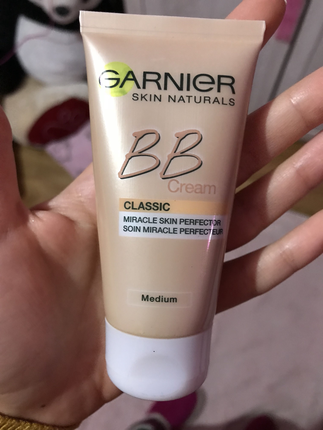 GARNIER
SKIN NATURALS
BB
Cream
CLASSIC
MIRACLE SKIN PERFECTOR
SOIN MIRACLE PERFECTEUR
Medium